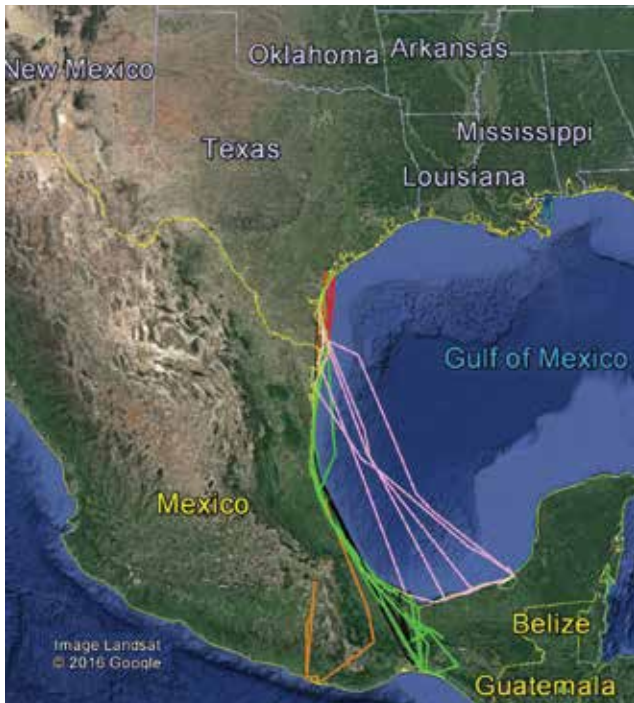 Oklahoma
Arkansas
New Mexico
Mississippi
Texas
Louisiana
Gulf of Mexico
Mexico
Belize
Image Landsat
© 2016 Google
Guatemala